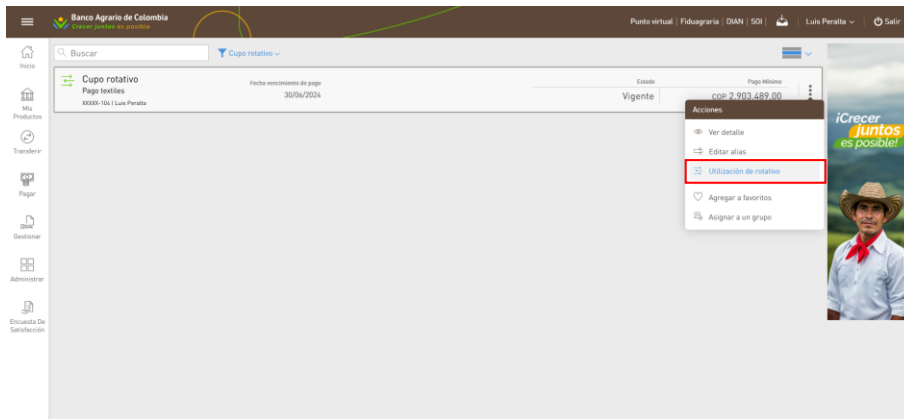 Banco Agrario de Colombia
Crecer juntos es posible
Punto virtual | Fiduagraria | DIAN | SOI |
Luis Peralta
Salir
Inicio
Mis
Productos
Transferir
Pagar
Gestionar
Administrar
Encuesta De
Satisfacción
Buscar
Cupo rotativo
Cupo rotativo
Pago textiles
XXXXX-104 | Luis Peralta
Fecha vencimiento de pago
30/06/2024
Estado
Vigente
Pago Mínimo
COP 2.903.489,00
Acciones
Ver detalle
Editar alias
Utilización de rotativo
Agregar a favoritos
Asignar a un grupo
¡Crecer
juntos
es posible!